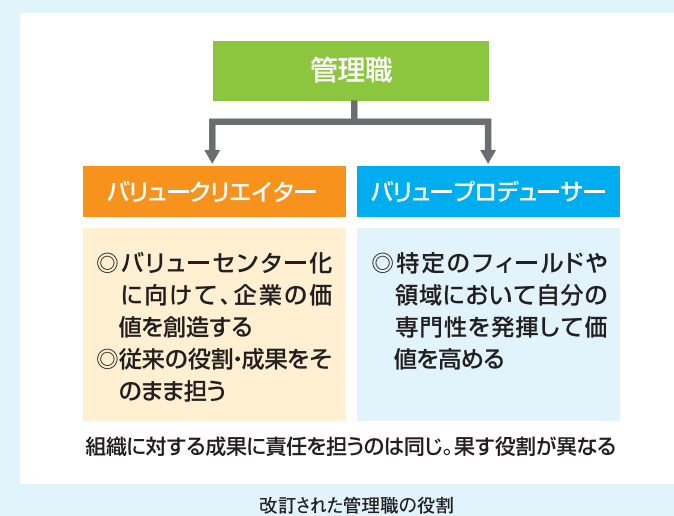 管理職
バリュークリエイター
バリュープロデューサー
◎バリューセンター化
に向けて、企業の価
値を創造する
◎従来の役割・成果をそ
のまま担う
◎特定のフィールドや
領域において自分の
専門性を発揮して価
値を高める
組織に対する成果に責任を担うのは同じ。果す役割が異なる
改訂された管理職の役割